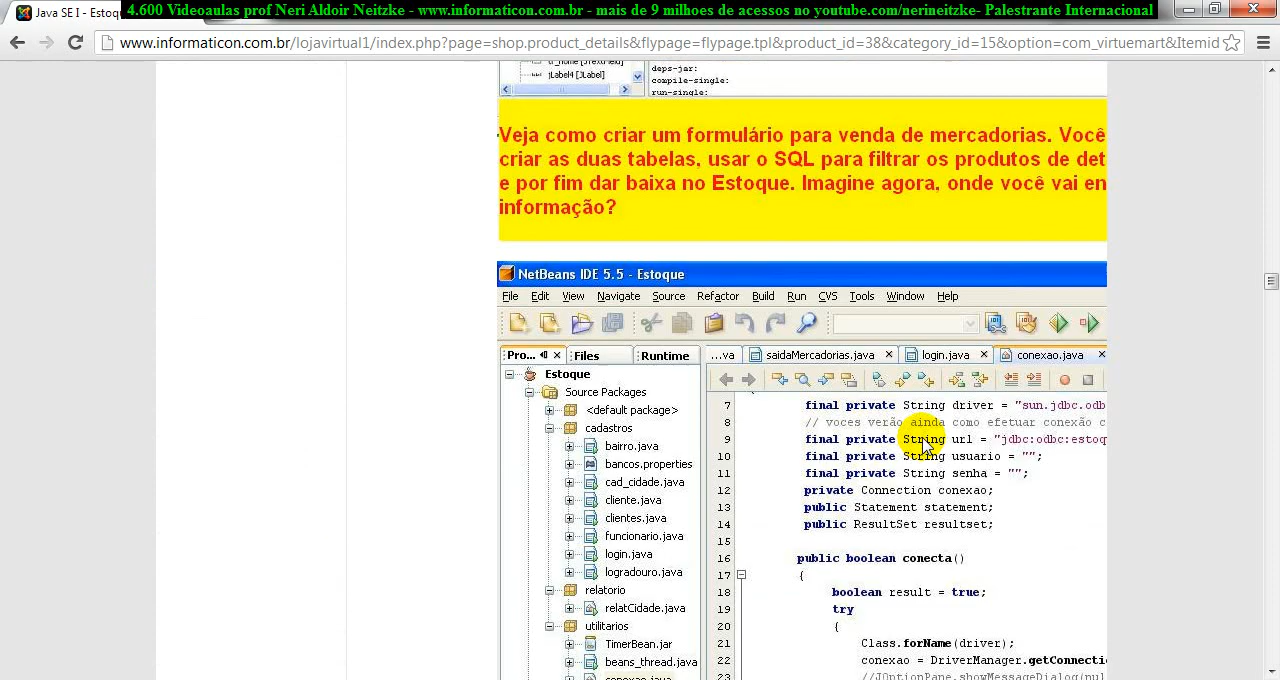 4.600 Videoaulas prof Neri Aldoir Neitzke - www.informaticon.com.br - mais de 9 milhoes de acessos no youtube.com/nerineitzke- Palestrante Internacional
Java SE I - Estoq
www.informaticon.com.br/lojavirtual1/index.php?page=shop.product_details&flypage=flypage.tpl&product_id=38&category_id=15&option=com_virtuemart&Itemid
jLabel4 [JLabel]
deps-jar:
compile-single:
run-single:
Veja como criar um formulário para venda de mercadorias. Você
criar as duas tabelas, usar o SQL para filtrar os produtos de det
e por fim dar baixa no Estoque. Imagine agora, onde você vai en
informação?
NetBeans IDE 5.5 - Estoque
File Edit View Navigate Source Refactor Build Run CVS Tools Window Help
Pro... Files Runtime
...va saidaMercadorias.java login.java conexao.java
Estoque
Source Packages
<default package>
cadastros
bairro.java
bancos.properties
cad_cidade.java
cliente.java
clientes.java
funcionario.java
login.java
logradouro.java
relatorio
relatCidade.java
utilitarios
TimerBean.jar
beans_thread.java
conexao.java
7 final private String driver = "sun.jdbc.odb
8 // voces verão ainda como efetuar conexão c
9 final private String url = "jdbc:odbc:estoq
10 final private String usuario = "";
11 final private String senha = "";
12 private Connection conexao;
13 public Statement statement;
14 public ResultSet resultset;
15
16 public boolean conecta()
17 {
18 boolean result = true;
19 try
20 {
21 Class.forName(driver);
22 conexao = DriverManager.getConnecti
23 //JOptionPane.showMessageDialog(nul